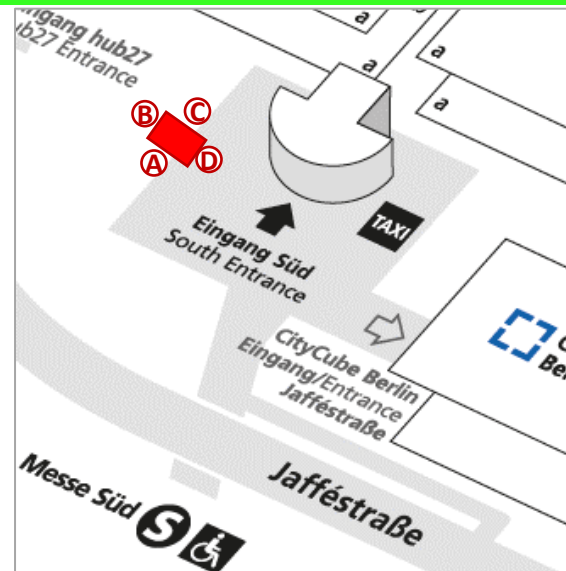 Eingang hub27
hub27 Entrance
a
a
a
a
B
C
A
D
TAXI
Eingang Süd
South Entrance
CityCube Berlin
Eingang/Entrance
Jafféstraße
Messe Süd S
Jafféstraße